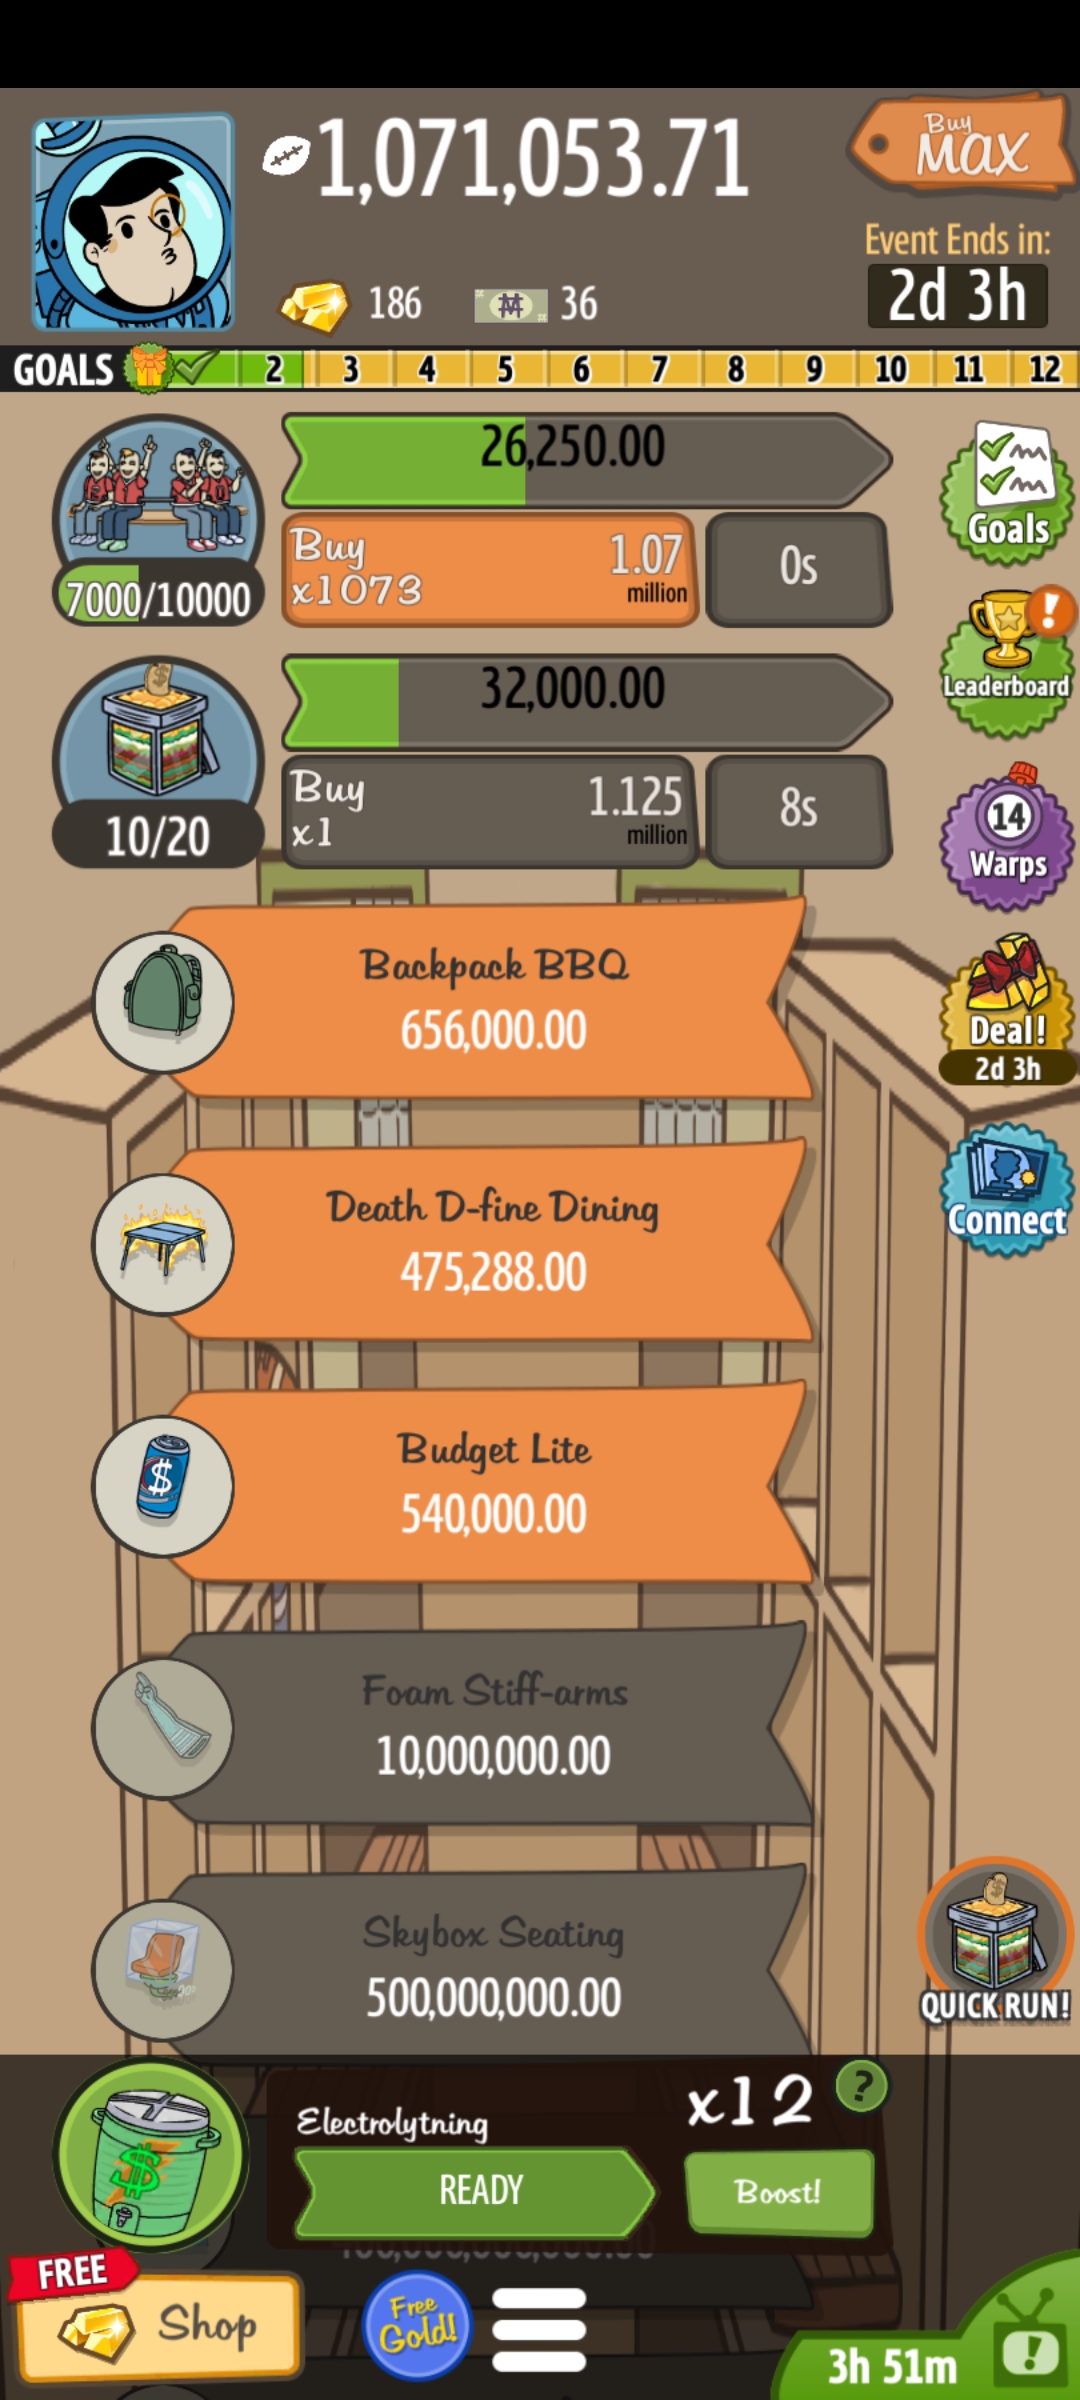 1,071,053.71
Buy
MAX
186
36
Event Ends in:
2d 3h
GOALS 2 3 4 5 6 7 8 9 10 11 12
26,250.00
Buy
x1073
1.07
million
0s
7000/10000
Goals
32,000.00
Buy
x1
1.125
million
8s
10/20
!
Leaderboard
14
Warps
Backpack BBQ
656,000.00
Deal!
2d 3h
Death D-fine Dining
475,288.00
Connect
Budget Lite
540,000.00
Foam Stiff-arms
10,000,000.00
Skybox Seating
500,000,000.00
QUICK RUN!
Electrolytning
x12
?
READY
Boost!
FREE
Shop
Free
Gold!
3h 51m
!